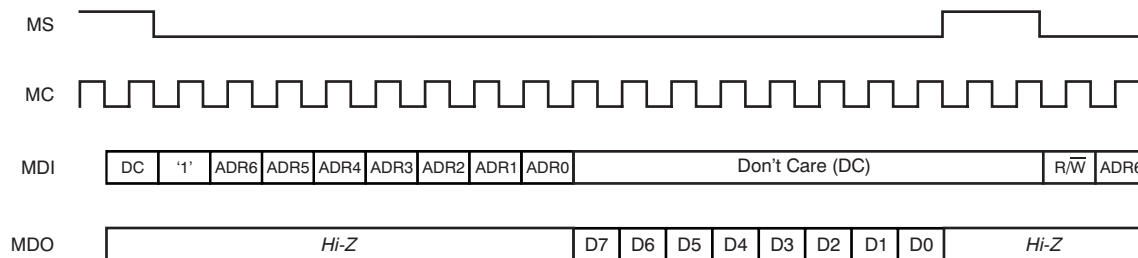 MS
MC
MDI DC ‘1’ ADR6 ADR5 ADR4 ADR3 ADR2 ADR1 ADR0 Don't Care (DC) R/W̅ ADR6
MDO Hi-Z D7 D6 D5 D4 D3 D2 D1 D0 Hi-Z